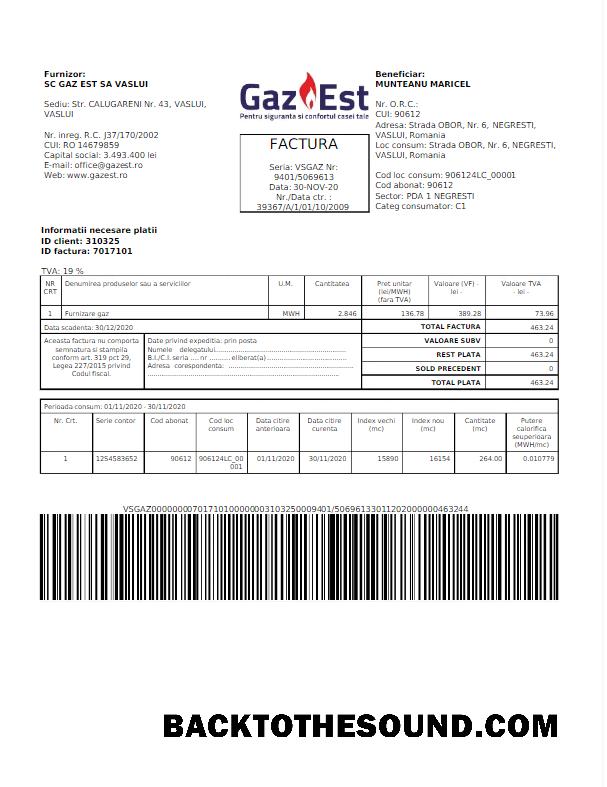 Furnizor:
SC GAZ EST SA VASLUI
Sediu: Str. CALUGARENI Nr. 43, VASLUI,
VASLUI
Nr. inreg. R.C. J37/170/2002
CUI: RO 14679859
Capital social: 3.493.400 lei
E-mail: office@gazest.ro
Web: www.gazest.ro
Gaz Est
Pentru siguranta si confortul casei tale
FACTURA
Seria: VSGAZ Nr:
9401/5069613
Data: 30-NOV-20
Nr./Data ctr. :
39367/A/1/01/10/2009
Beneficiar:
MUNTEANU MARICEL
Nr. O.R.C.:
CUI: 90612
Adresa: Strada OBOR, Nr. 6, NEGRESTI,
VASLUI, Romania
Loc consum: Strada OBOR, Nr. 6, NEGRESTI,
VASLUI, Romania
Cod loc consum: 906124LC_00001
Cod abonat: 90612
Sector: PDA 1 NEGRESTI
Categ consumator: C1
Informatii necesare platii
ID client: 310325
ID factura: 7017101
TVA: 19 %
NR CRT Denumirea produselor sau a serviciilor U.M. Cantitatea Pret unitar (lei/MWH) (fara TVA) Valoare (VF) - lei - Valoare TVA - lei -
1 Furnizare gaz MWH 2.846 136.78 389.28 73.96
Data scadenta: 30/12/2020 TOTAL FACTURA 463.24
Aceasta factura nu comporta
semnatura si stampila
conform art. 319 pct 29,
Legea 227/2015 privind
Codul fiscal.
Date privind expeditia: prin posta
Numele delegatului................................................
B.I./C.I. seria .... nr .......... eliberat(a)..............................
Adresa corespondenta: ............................................
......................................................................
VALOARE SUBV 0
REST PLATA 463.24
SOLD PRECEDENT 0
TOTAL PLATA 463.24
Perioada consum: 01/11/2020 - 30/11/2020
Nr. Crt. Serie contor Cod abonat Cod loc consum Data citire anterioara Data citire curenta Index vechi (mc) Index nou (mc) Cantitate (mc) Putere calorifica seuperioara (MWH/mc)
1 1254583652 90612 906124LC_00001 01/11/2020 30/11/2020 15890 16154 264.00 0.010779
BACKTOTHESOUND.COM